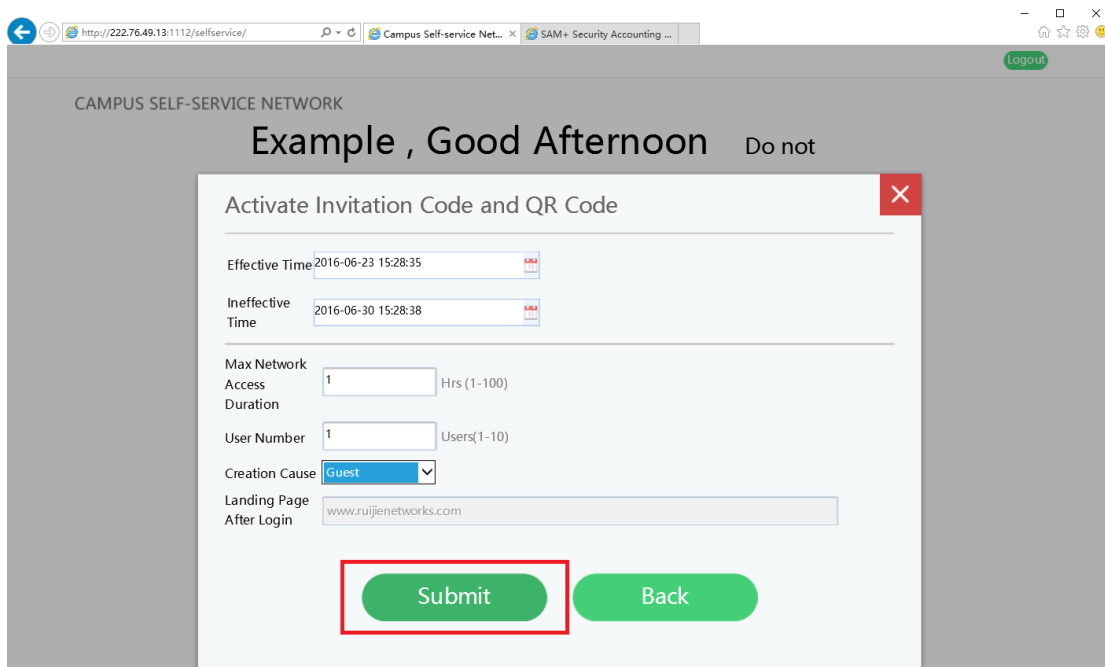 http://222.76.49.13:1112/selfservice/
Campus Self-service Net...
SAM+ Security Accounting ...
Logout
CAMPUS SELF-SERVICE NETWORK
Example , Good Afternoon Do not
Activate Invitation Code and QR Code
Effective Time 2016-06-23 15:28:35
Ineffective
Time
2016-06-30 15:28:38
Max Network
Access
Duration
1 Hrs (1-100)
User Number 1 Users(1-10)
Creation Cause Guest
Landing Page
After Login
www.ruijienetworks.com
Submit Back